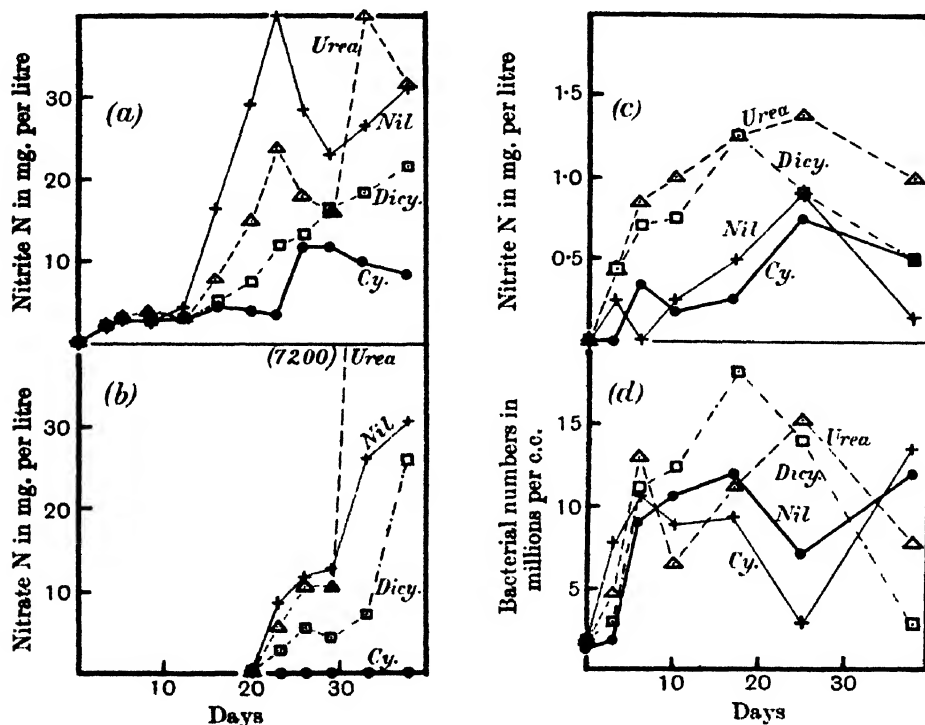 Nitrite N in mg. per litre
30
20
10
(a)
Urea
Nil
Dicy.
Cy.
Nitrate N in mg. per litre
30
20
10
(b)
(7200)
Urea
Nil
Dicy.
Cy.
10
20
30
Days
Nitrite N in mg. per litre
1·5
1·0
0·5
(c)
Urea
Dicy.
Nil
Cy.
Bacterial numbers in
millions per c.c.
15
10
5
(d)
Urea
Dicy.
Nil
Cy.
0
10
20
30
Days